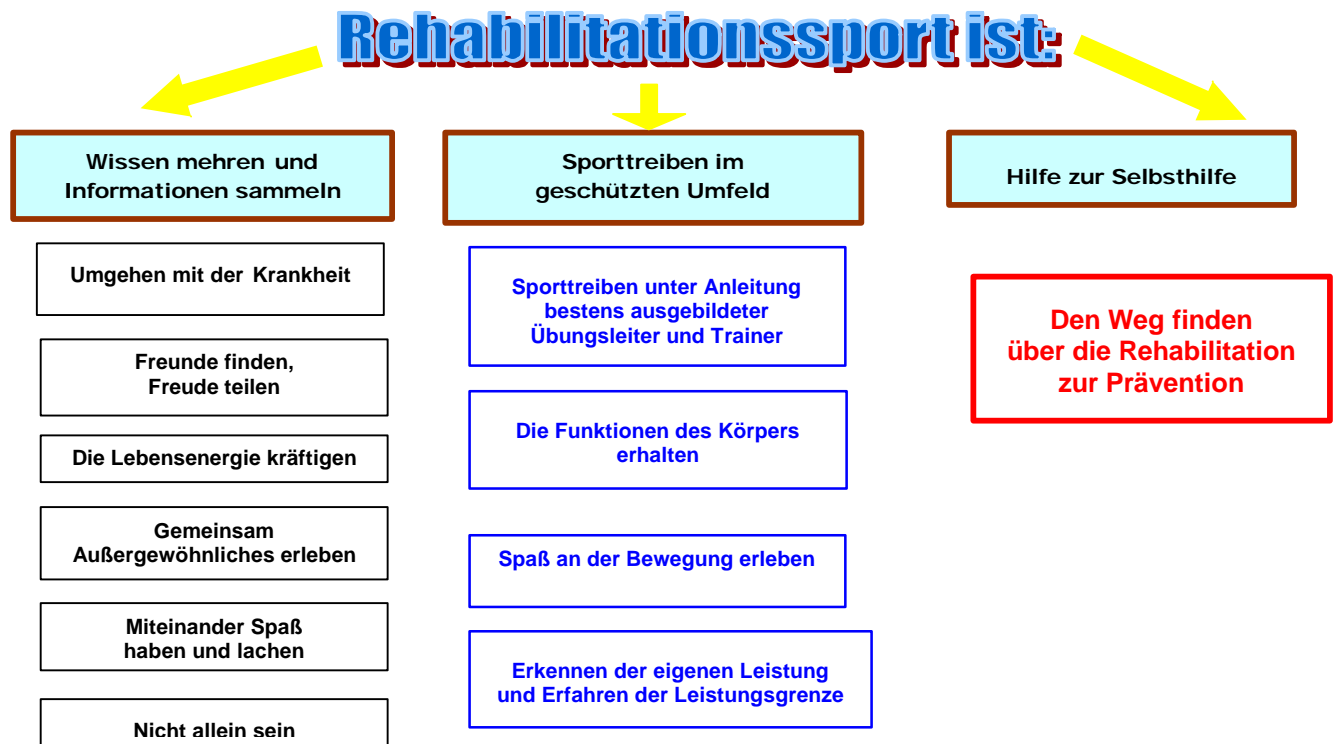 Rehabilitationssport ist:
Wissen mehren und
Informationen sammeln
Umgehen mit der Krankheit
Freunde finden,
Freude teilen
Die Lebensenergie kräftigen
Gemeinsam
Außergewöhnliches erleben
Miteinander Spaß
haben und lachen
Nicht allein sein
Sporttreiben im
geschützten Umfeld
Sporttreiben unter Anleitung
bestens ausgebildeter
Übungsleiter und Trainer
Die Funktionen des Körpers
erhalten
Spaß an der Bewegung erleben
Erkennen der eigenen Leistung
und Erfahren der Leistungsgrenze
Hilfe zur Selbsthilfe
Den Weg finden
über die Rehabilitation
zur Prävention